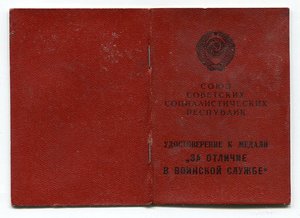 СОЮЗ
СОВЕТСКИХ
СОЦИАЛИСТИЧЕСКИХ
РЕСПУБЛИК
УДОСТОВЕРЕНИЕ К МЕДАЛИ
„ЗА ОТЛИЧИЕ
В ВОИНСКОЙ СЛУЖБЕ“